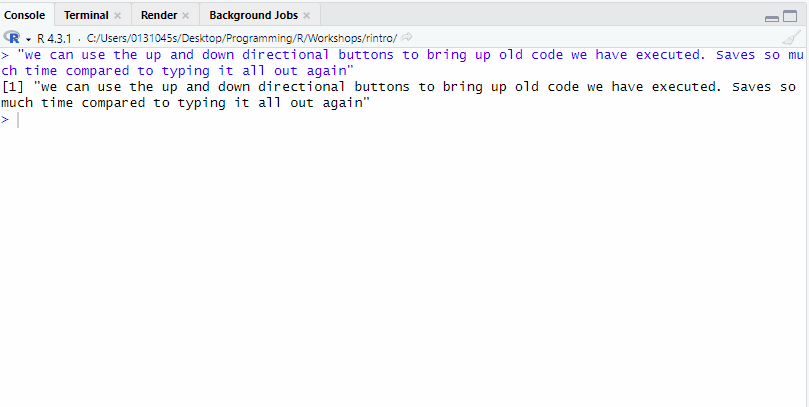 Console Terminal Render Background Jobs
R R 4.3.1 · C:/Users/0131045s/Desktop/Programming/R/Workshops/rintro/
> "we can use the up and down directional buttons to bring up old code we have executed. Saves so mu
ch time compared to typing it all out again"
[1] "we can use the up and down directional buttons to bring up old code we have executed. Saves so
much time compared to typing it all out again"
>